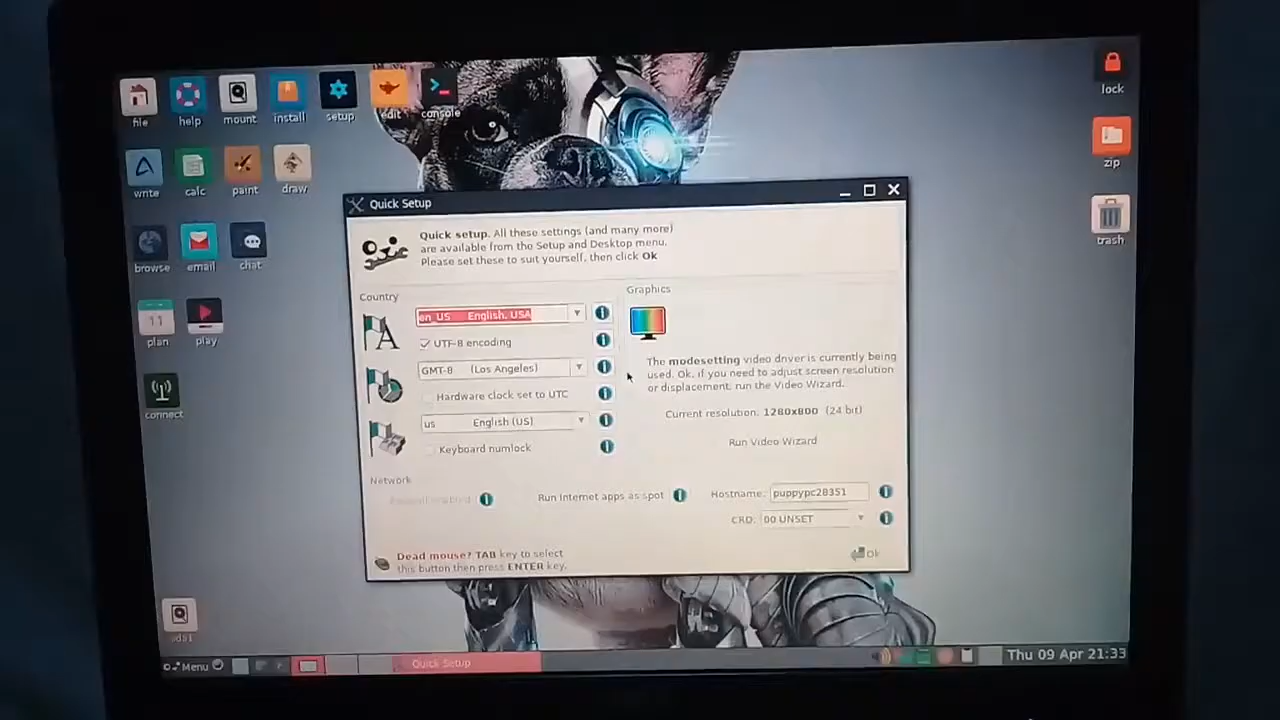 file
help
mount
install
setup
edit
console
lock
write
calc
paint
draw
zip
browse
email
chat
trash
plan
11
play
connect
Quick Setup
Quick setup. All these settings (and many more)
are available from the Setup and Desktop menu.
Please set these to suit yourself, then click Ok
Country
Graphics
en_US English, USA
UTF-8 encoding
GMT-8 (Los Angeles)
Hardware clock set to UTC
us English (US)
Keyboard numlock
The modesetting video driver is currently being
used. Ok, if you need to adjust screen resolution
or displacement, run the Video Wizard.
Current resolution: 1280x800 (24 bit)
Run Video Wizard
Network
Firewall enabled
Run Internet apps as spot
Hostname: puppypc28351
CRD: 00 UNSET
Dead mouse? TAB key to select
this button then press ENTER key.
Ok
sda1
Menu
Quick Setup
Thu 09 Apr 21:33